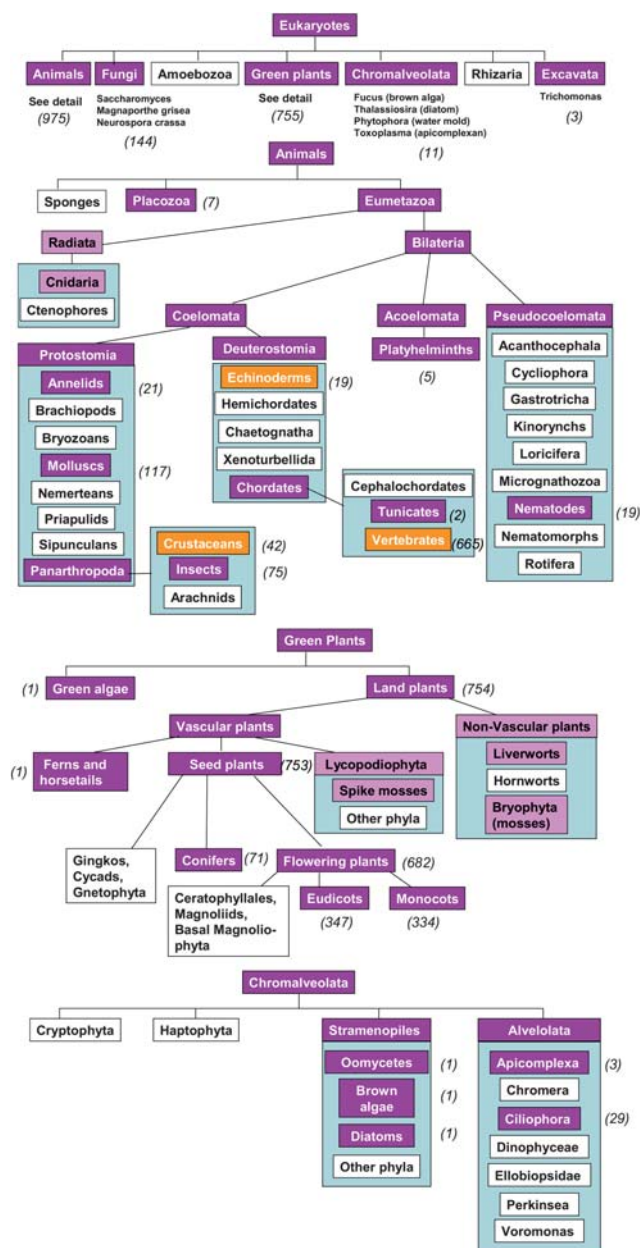 Eukaryotes
Animals
Fungi
Amoebozoa
Green plants
Chromalveolata
Rhizaria
Excavata
See detail
(975)
Saccharomyces
Magnaporthe grisea
Neurospora crassa
(144)
See detail
(755)
Fucus (brown alga)
Thalassiosira (diatom)
Phytophora (water mold)
Toxoplasma (apicomplexan)
(11)
Trichomonas
(3)
Animals
Sponges
Placozoa
(7)
Eumetazoa
Radiata
Bilateria
Cnidaria
Ctenophores
Coelomata
Acoelomata
Pseudocoelomata
Protostomia
Deuterostomia
Platyhelminths
(5)
Annelids
(21)
Brachiopods
Bryozoans
Molluscs
(117)
Nemerteans
Priapulids
Sipunculans
Panarthropoda
Echinoderms
(19)
Hemichordates
Chaetognatha
Xenoturbellida
Chordates
Cephalochordates
Tunicates
(2)
Vertebrates
(665)
Crustaceans
(42)
Insects
(75)
Arachnids
Acanthocephala
Cycliophora
Gastrotricha
Kinorynchs
Loricifera
Micrognathozoa
Nematodes
(19)
Nematomorphs
Rotifera
Green Plants
(1)
Green algae
Land plants
(754)
Vascular plants
Non-Vascular plants
(1)
Ferns and
horsetails
Seed plants
(753)
Lycopodiophyta
Spike mosses
Other phyla
Liverworts
Hornworts
Bryophyta
(mosses)
Gingkos,
Cycads,
Gnetophyta
Conifers
(71)
Flowering plants
(682)
Ceratophyllales,
Magnoliids,
Basal Magnolio-
phyta
Eudicots
(347)
Monocots
(334)
Chromalveolata
Cryptophyta
Haptophyta
Stramenopiles
Alvelolata
Oomycetes
(1)
Brown
algae
(1)
Diatoms
(1)
Other phyla
Apicomplexa
(3)
Chromera
Ciliophora
(29)
Dinophyceae
Ellobiopsidae
Perkinsea
Voromonas